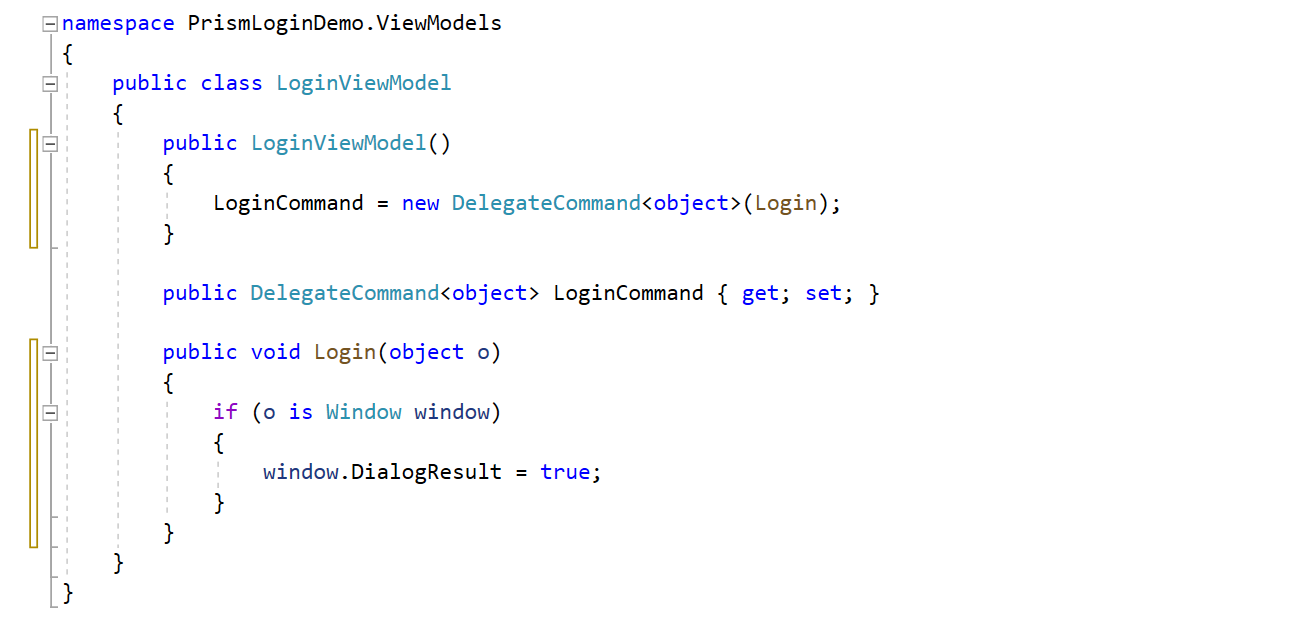 namespace PrismLoginDemo.ViewModels
{
    public class LoginViewModel
    {
        public LoginViewModel()
        {
            LoginCommand = new DelegateCommand<object>(Login);
        }

        public DelegateCommand<object> LoginCommand { get; set; }

        public void Login(object o)
        {
            if (o is Window window)
            {
                window.DialogResult = true;
            }
        }
    }
}